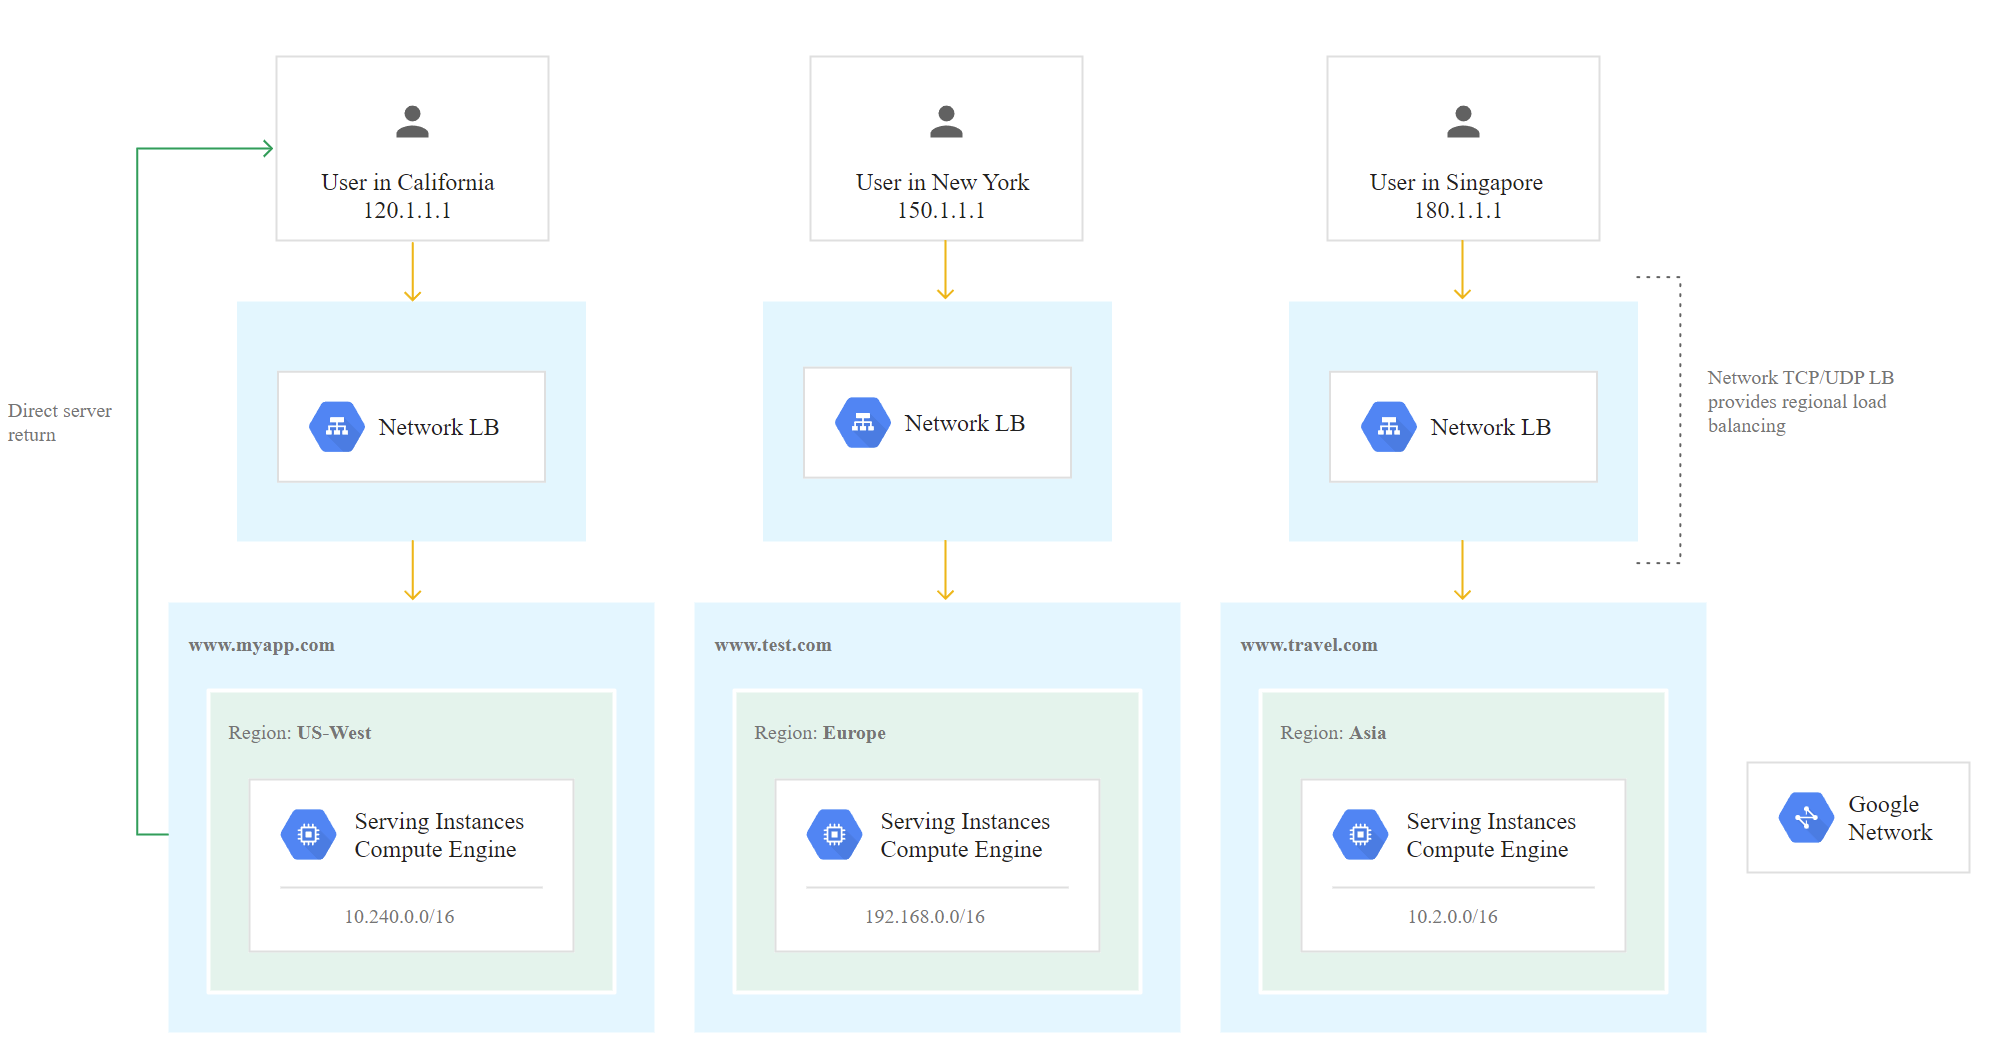 User in California
120.1.1.1
User in New York
150.1.1.1
User in Singapore
180.1.1.1
Direct server
return
Network LB
Network LB
Network LB
Network TCP/UDP LB
provides regional load
balancing
www.myapp.com
Region: US-West
Serving Instances
Compute Engine
10.240.0.0/16
www.test.com
Region: Europe
Serving Instances
Compute Engine
192.168.0.0/16
www.travel.com
Region: Asia
Serving Instances
Compute Engine
10.2.0.0/16
Google
Network